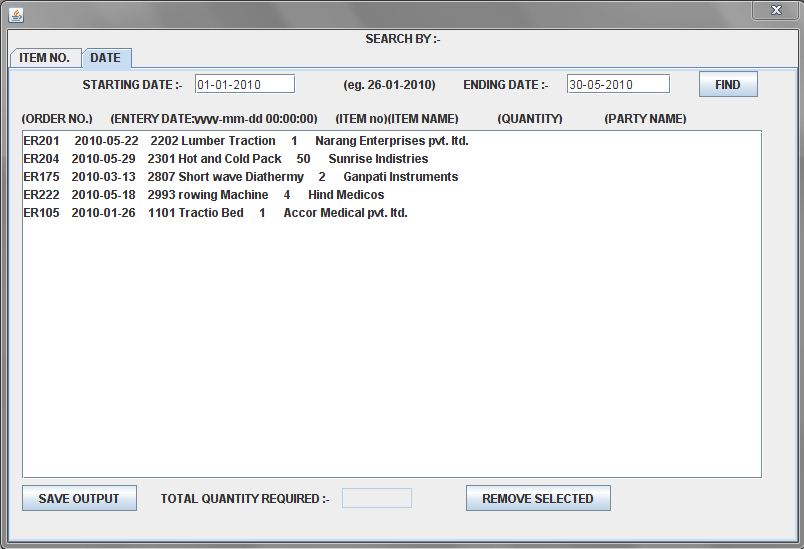 SEARCH BY :-
ITEM NO. DATE
STARTING DATE :- 01-01-2010 (eg. 26-01-2010) ENDING DATE :- 30-05-2010 FIND
(ORDER NO.) (ENTERY DATE:yyyy-mm-dd 00:00:00) (ITEM no)(ITEM NAME) (QUANTITY) (PARTY NAME)
ER201 2010-05-22 2202 Lumber Traction 1 Narang Enterprises pvt. ltd.
ER204 2010-05-29 2301 Hot and Cold Pack 50 Sunrise Indistries
ER175 2010-03-13 2807 Short wave Diathermy 2 Ganpati Instruments
ER222 2010-05-18 2993 rowing Machine 4 Hind Medicos
ER105 2010-01-26 1101 Tractio Bed 1 Accor Medical pvt. ltd.
SAVE OUTPUT TOTAL QUANTITY REQUIRED :- REMOVE SELECTED